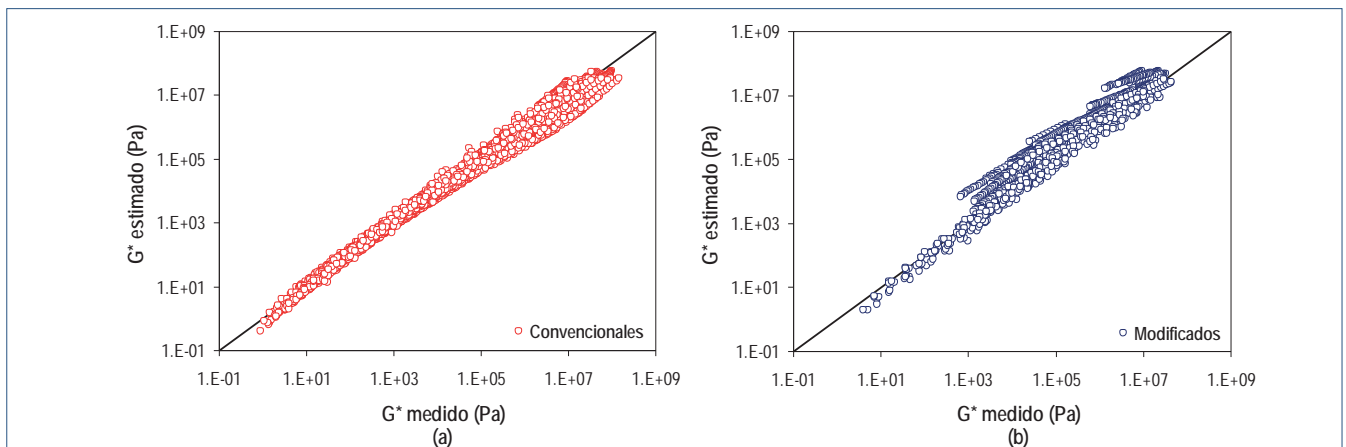 1.E+09
1.E+07
1.E+05
1.E+03
1.E+01
1.E-01
G* estimado (Pa)
Convencionales
1.E-01 1.E+01 1.E+03 1.E+05 1.E+07 1.E+09
G* medido (Pa)
(a)
1.E+09
1.E+07
1.E+05
1.E+03
1.E+01
1.E-01
G* estimado (Pa)
Modificados
1.E-01 1.E+01 1.E+03 1.E+05 1.E+07 1.E+09
G* medido (Pa)
(b)